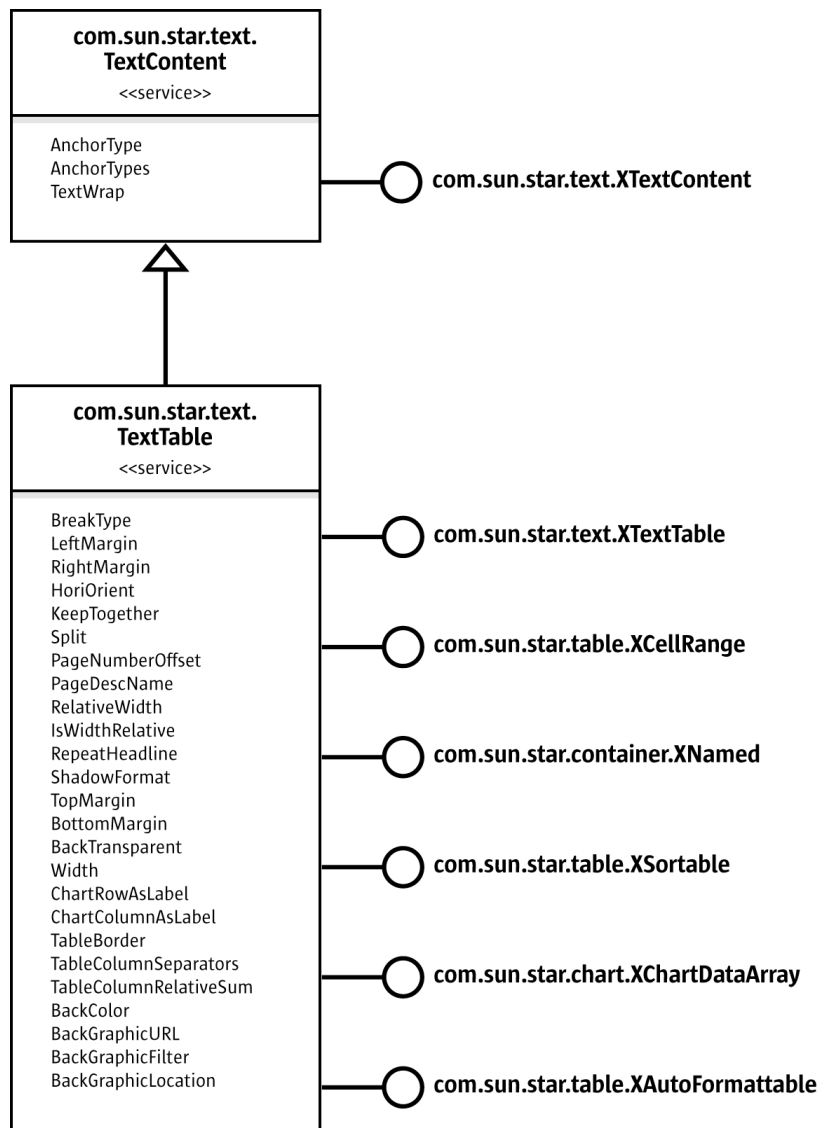 com.sun.star.text.
TextContent
<<service>>
AnchorType
AnchorTypes
TextWrap
com.sun.star.text.XTextContent
com.sun.star.text.
TextTable
<<service>>
BreakType
LeftMargin
RightMargin
HoriOrient
KeepTogether
Split
PageNumberOffset
PageDescName
RelativeWidth
IsWidthRelative
RepeatHeadline
ShadowFormat
TopMargin
BottomMargin
BackTransparent
Width
ChartRowAsLabel
ChartColumnAsLabel
TableBorder
TableColumnSeparators
TableColumnRelativeSum
BackColor
BackGraphicURL
BackGraphicFilter
BackGraphicLocation
com.sun.star.text.XTextTable
com.sun.star.table.XCellRange
com.sun.star.container.XNamed
com.sun.star.table.XSortable
com.sun.star.chart.XChartDataArray
com.sun.star.table.XAutoFormattable